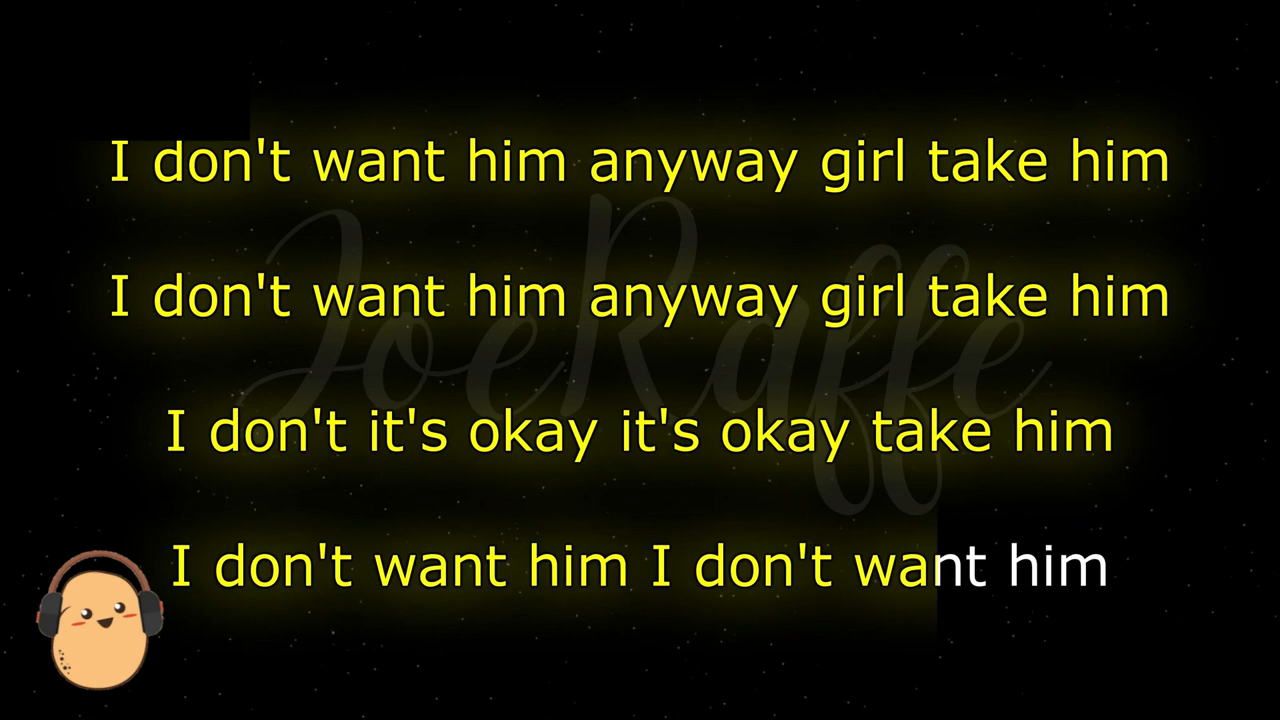 I don't want him anyway girl take him
I don't want him anyway girl take him
JoeRaffe
I don't it's okay it's okay take him
I don't want him I don't want him